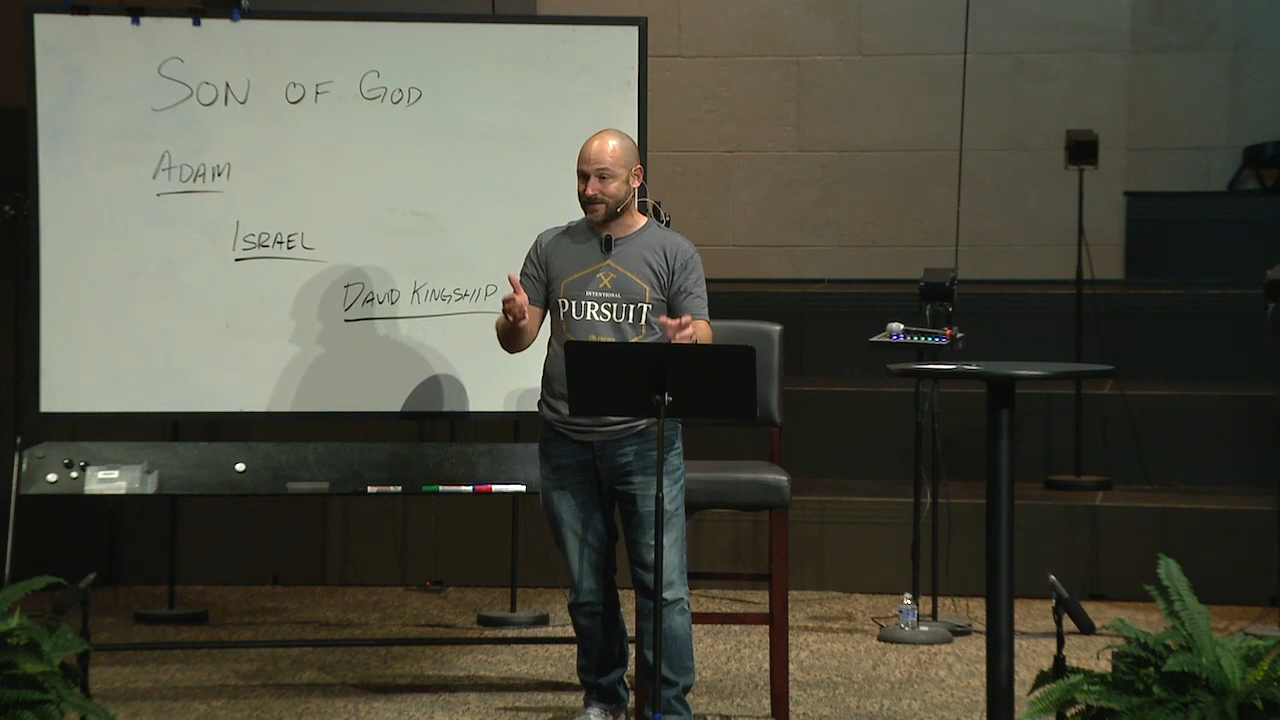 SON OF GOD
ADAM
ISRAEL
DAVID KINGSHIP
INTENTIONAL
PURSUIT